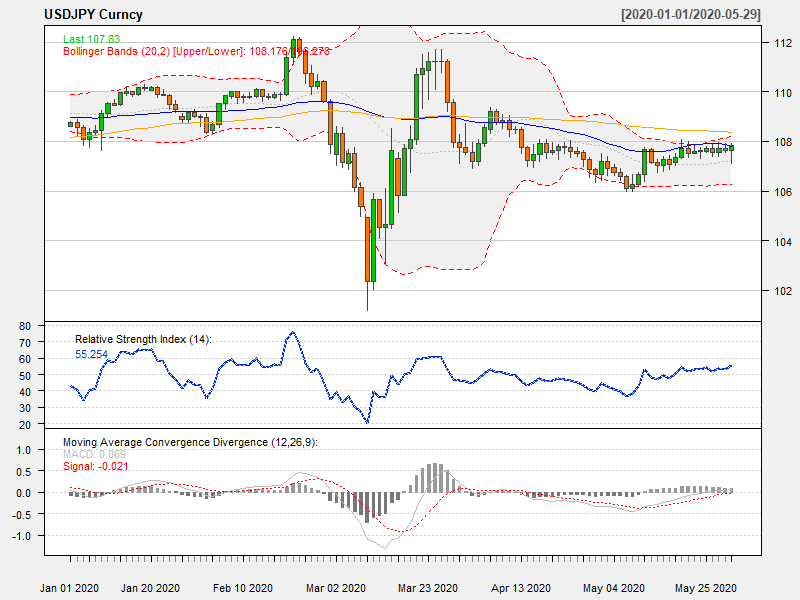 USDJPY Curncy
[2020-01-01/2020-05-29]
Last 107.83
Bollinger Bands (20,2) [Upper/Lower]: 108.176/106.278
112
110
108
106
104
102
Relative Strength Index (14):
55.254
80
70
60
50
40
30
20
Moving Average Convergence Divergence (12,26,9):
MACD: 0.069
Signal: -0.021
1.0
0.5
0.0
-0.5
-1.0
Jan 01 2020
Jan 20 2020
Feb 10 2020
Mar 02 2020
Mar 23 2020
Apr 13 2020
May 04 2020
May 25 2020